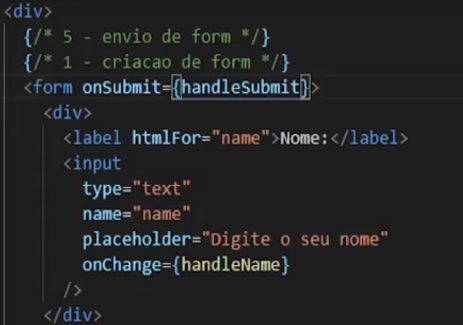 <div>
{/* 5 - envio de form */}
{/* 1 - criacao de form */}
<form onSubmit={handleSubmit}>
<div>
<label htmlFor="name">Nome:</label>
<input
type="text"
name="name"
placeholder="Digite o seu nome"
onChange={handleName}
/>
</div>